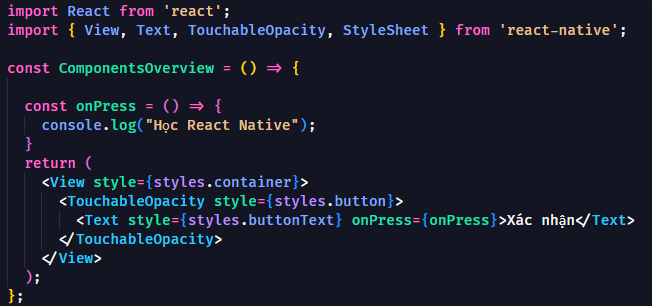 import React from 'react';
import { View, Text, TouchableOpacity, StyleSheet } from 'react-native';
const ComponentsOverview = () => {
const onPress = () => {
console.log("Học React Native");
}
return (
<View style={styles.container}>
<TouchableOpacity style={styles.button}>
<Text style={styles.buttonText} onPress={onPress}>Xác nhận</Text>
</TouchableOpacity>
</View>
);
};